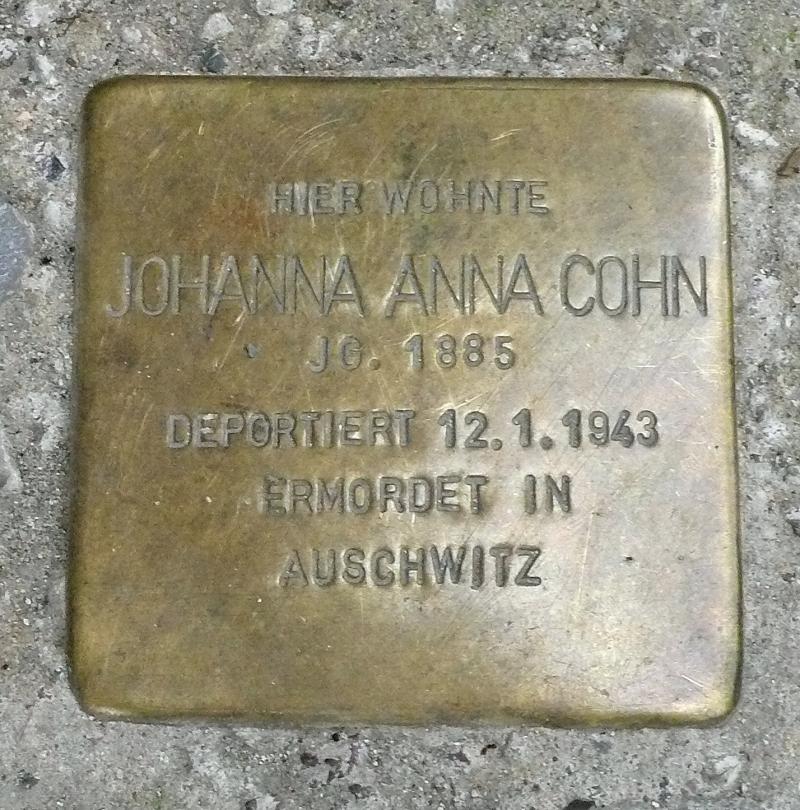 HIER WOHNTE
JOHANNA ANNA COHN
JG. 1885
DEPORTIERT 12.1.1943
ERMORDET IN
AUSCHWITZ